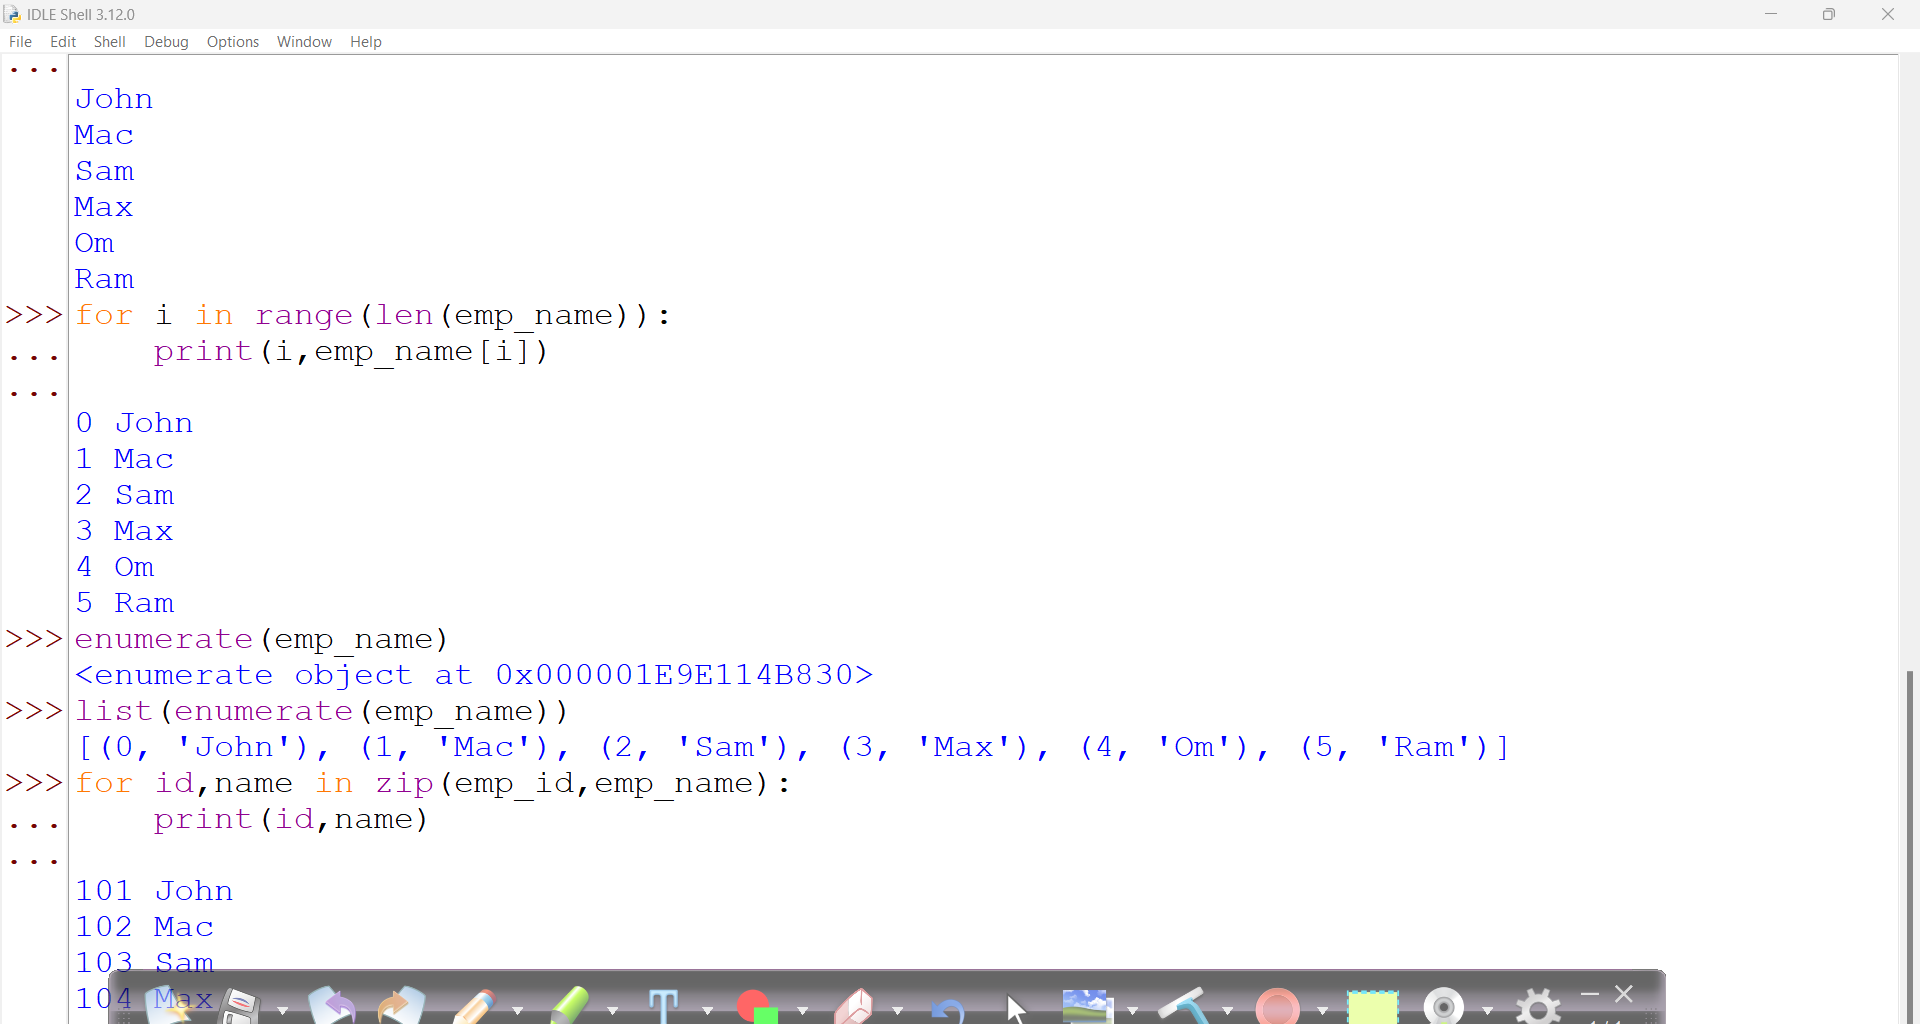 IDLE Shell 3.12.0
File Edit Shell Debug Options Window Help
...
John
Mac
Sam
Max
Om
Ram
>>> for i in range(len(emp_name)):
...     print(i,emp_name[i])
...
0 John
1 Mac
2 Sam
3 Max
4 Om
5 Ram
>>> enumerate(emp_name)
<enumerate object at 0x000001E9E114B830>
>>> list(enumerate(emp_name))
[(0, 'John'), (1, 'Mac'), (2, 'Sam'), (3, 'Max'), (4, 'Om'), (5, 'Ram')]
>>> for id,name in zip(emp_id,emp_name):
...     print(id,name)
...
101 John
102 Mac
103 Sam
104 Max